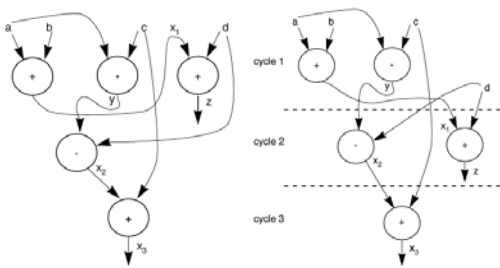 a b c x1 d
+ - +
y z
-
x2
+
x3
a b c
cycle 1 + -
y d
x1
cycle 2 - +
x2 z
cycle 3 +
x3